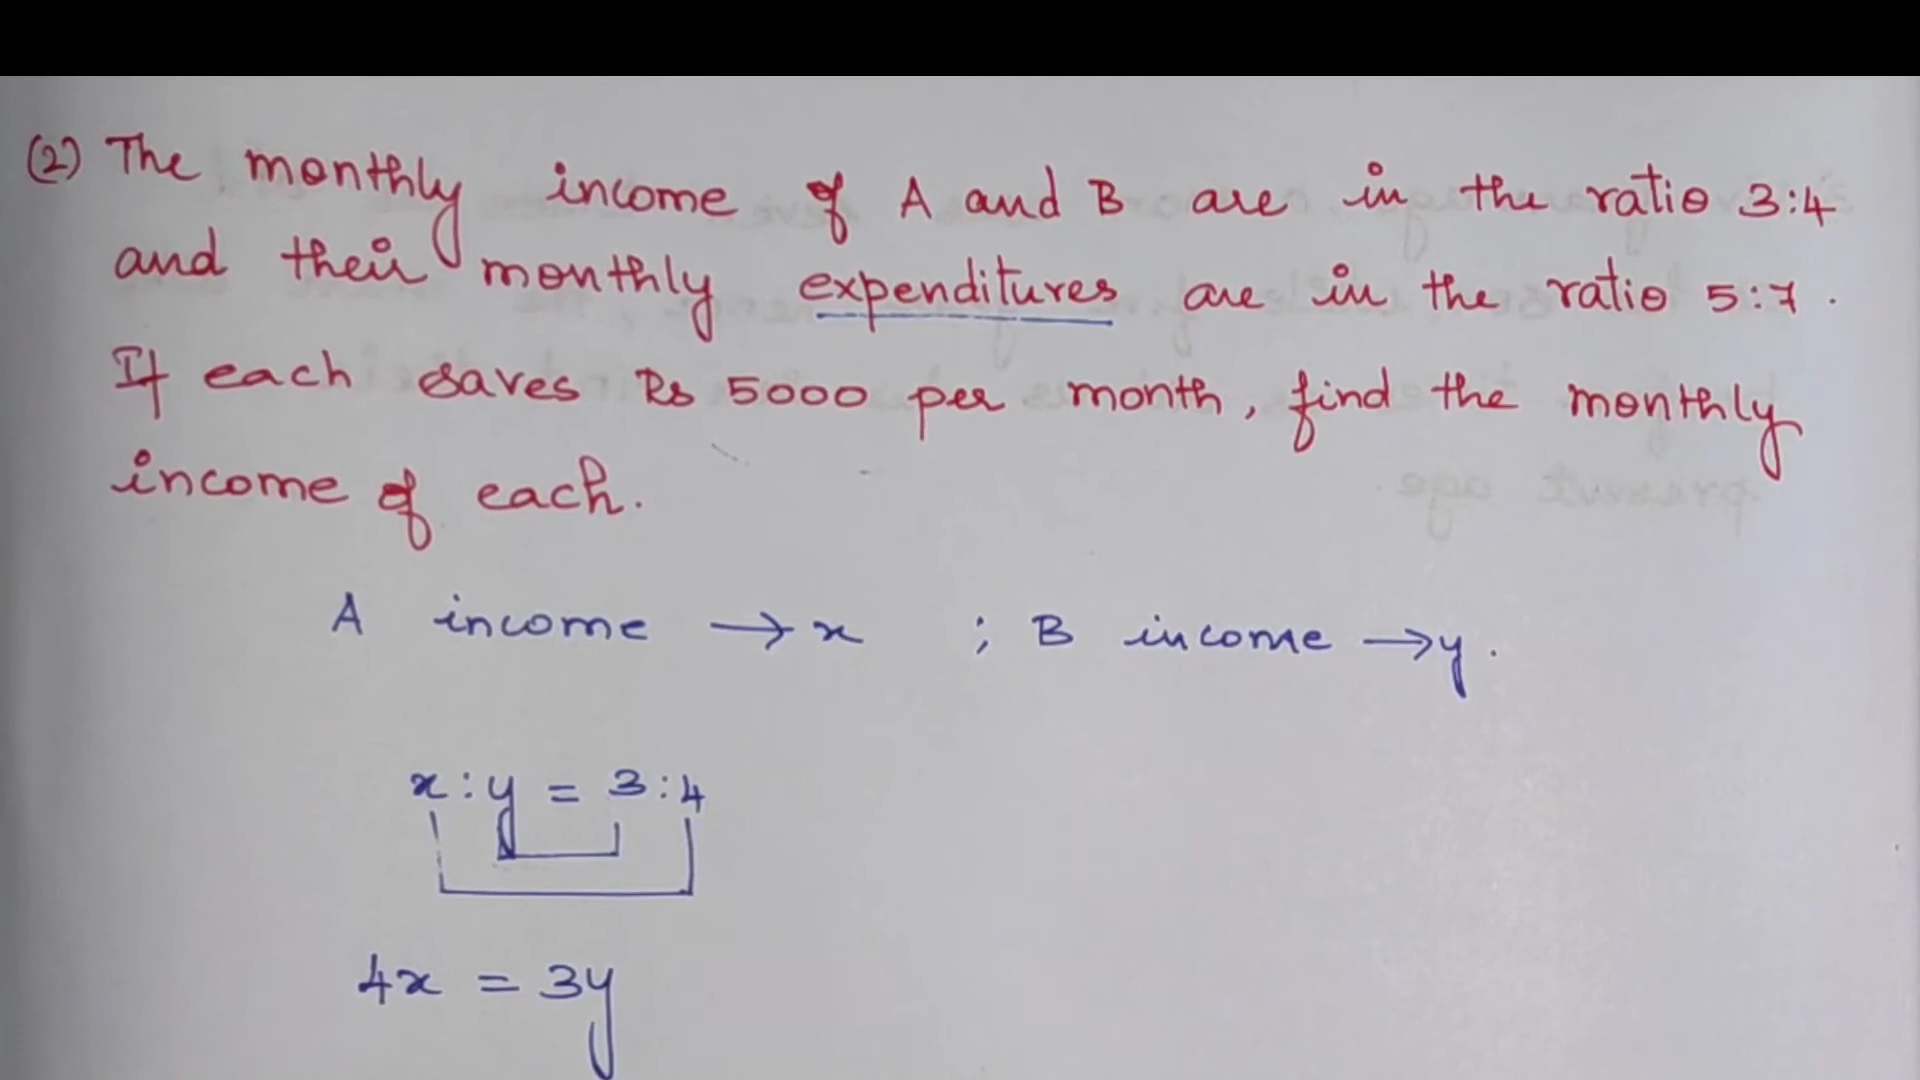 (2) The monthly income of A and B are in the ratio 3:4
and their monthly expenditures are in the ratio 5:7.
If each saves Rs 5000 per month, find the monthly
income of each.
A income → x ; B income → y.
x:y = 3:4
4x = 3y